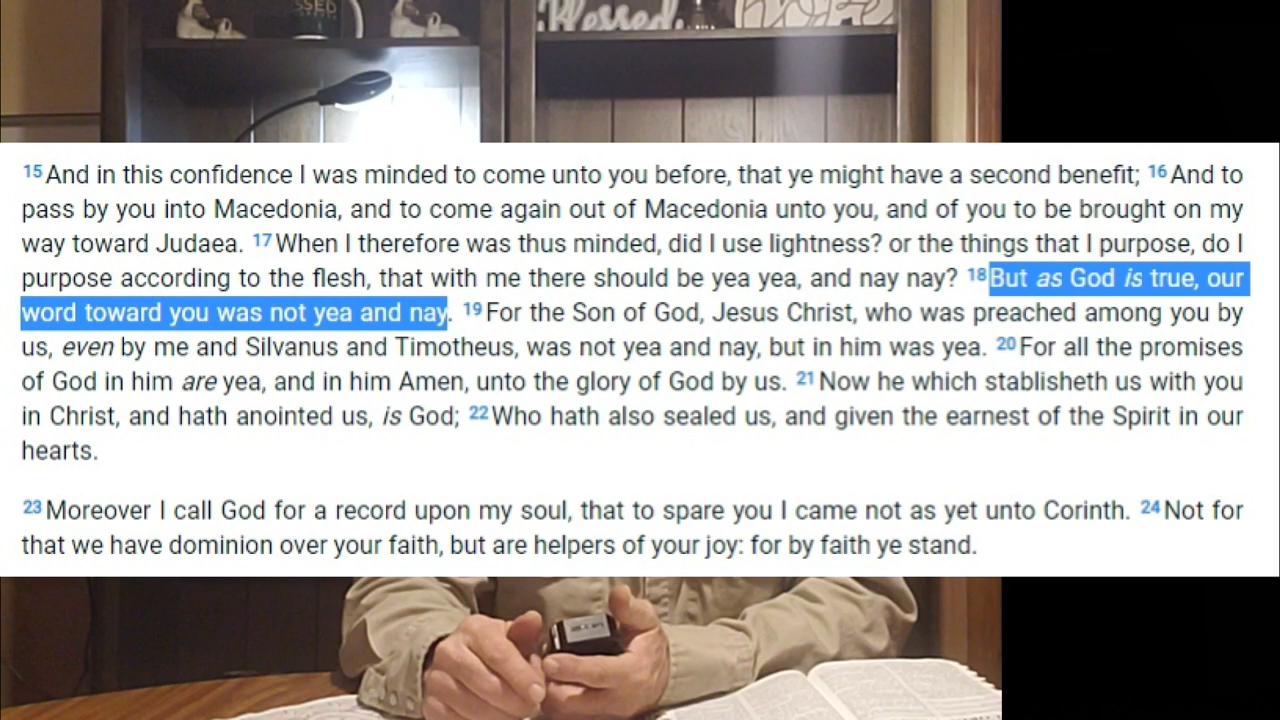 SSED
Blessed
15 And in this confidence I was minded to come unto you before, that ye might have a second benefit; 16 And to
pass by you into Macedonia, and to come again out of Macedonia unto you, and of you to be brought on my
way toward Judaea. 17 When I therefore was thus minded, did I use lightness? or the things that I purpose, do I
purpose according to the flesh, that with me there should be yea yea, and nay nay? 18 But as God is true, our
word toward you was not yea and nay. 19 For the Son of God, Jesus Christ, who was preached among you by
us, even by me and Silvanus and Timotheus, was not yea and nay, but in him was yea. 20 For all the promises
of God in him are yea, and in him Amen, unto the glory of God by us. 21 Now he which stablisheth us with you
in Christ, and hath anointed us, is God; 22 Who hath also sealed us, and given the earnest of the Spirit in our
hearts.
23 Moreover I call God for a record upon my soul, that to spare you I came not as yet unto Corinth. 24 Not for
that we have dominion over your faith, but are helpers of your joy: for by faith ye stand.